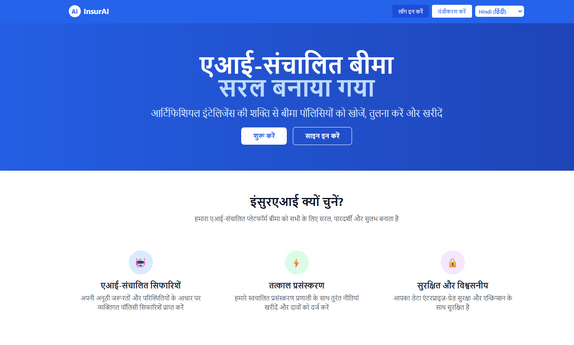 AI InsurAI
लॉग इन करें
पंजीकरण करें
Hindi (हिंदी)
एआई-संचालित बीमा
सरल बनाया गया
आर्टिफिशियल इंटेलिजेंस की शक्ति से बीमा पॉलिसियों को खोजें, तुलना करें और खरीदें
शुरू करें
साइन इन करें
इंसुरएआई क्यों चुनें?
हमारा एआई-संचालित प्लेटफॉर्म बीमा को सभी के लिए सरल, पारदर्शी और सुलभ बनाता है
एआई-संचालित सिफारिशें
अपनी अनूठी जरूरतों और परिस्थितियों के आधार पर
व्यक्तिगत पॉलिसी सिफारिशें प्राप्त करें
तत्काल प्रसंस्करण
हमारे स्वचालित प्रसंस्करण प्रणाली के साथ तुरंत नीतियां
खरीदें और दावों को दर्ज करें
सुरक्षित और विश्वसनीय
आपका डेटा एंटरप्राइज़-ग्रेड सुरक्षा और एन्क्रिप्शन के
साथ सुरक्षित है